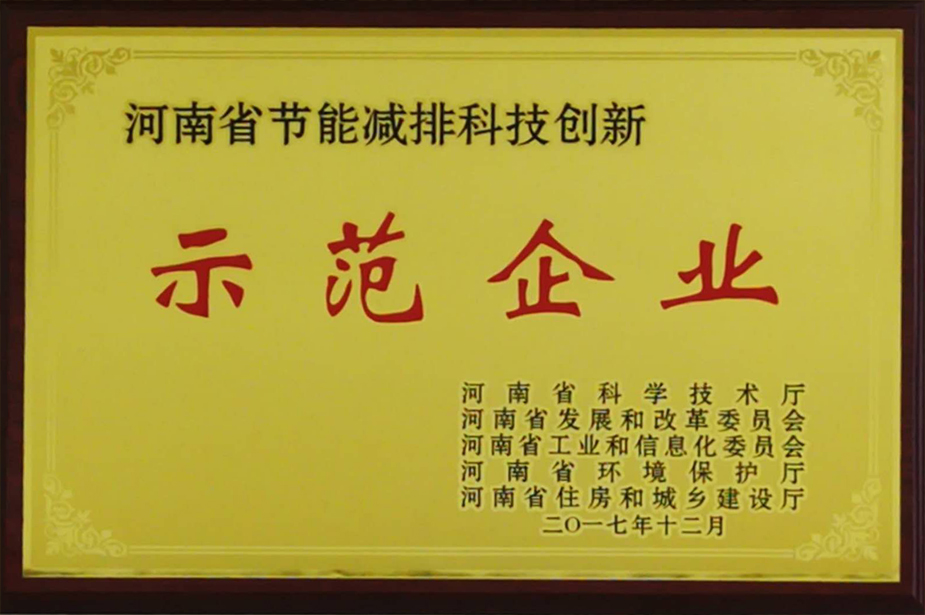 河南省节能减排科技创新
示范企业
河南省科学技术厅
河南省发展和改革委员会
河南省工业和信息化委员会
河南省环境保护厅
河南省住房和城乡建设厅
二〇一七年十二月